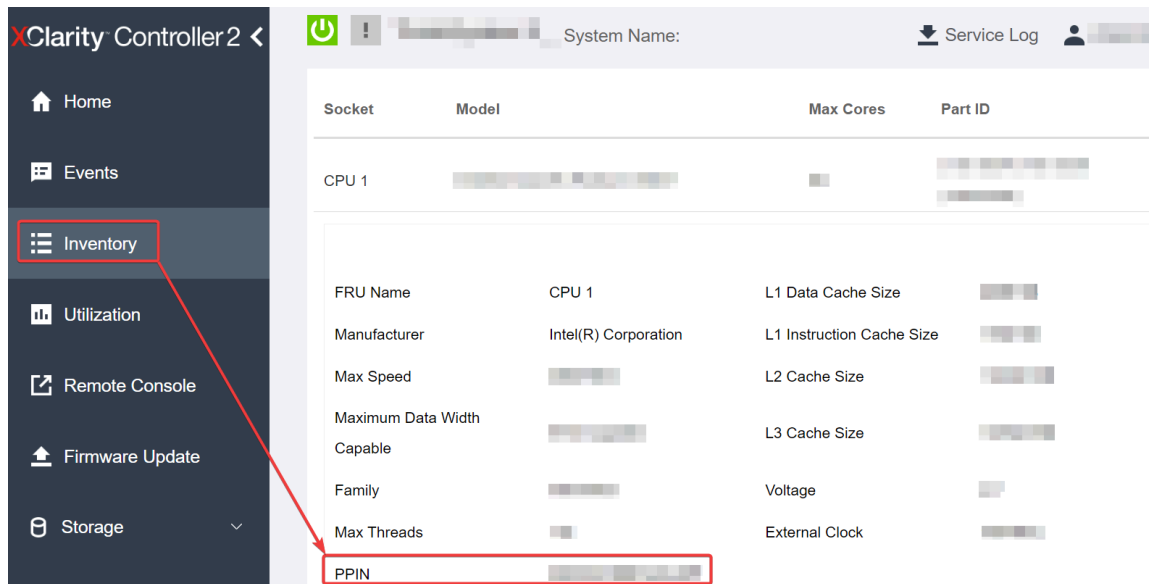 XClarity Controller 2
System Name:
Service Log
Home
Events
Inventory
Utilization
Remote Console
Firmware Update
Storage
Socket Model Max Cores Part ID
CPU 1
FRU Name CPU 1 L1 Data Cache Size
Manufacturer Intel(R) Corporation L1 Instruction Cache Size
Max Speed L2 Cache Size
Maximum Data Width
Capable
L3 Cache Size
Family Voltage
Max Threads External Clock
PPIN